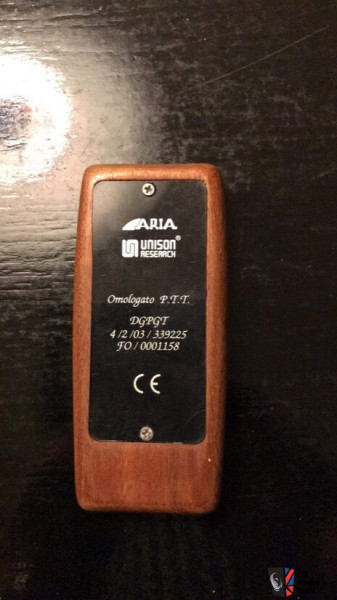 ARIA
UNISON®
RESEARCH
Omologato P.T.T.
DGPGT
4 /2 /03 / 339225
FO / 0001158
CE